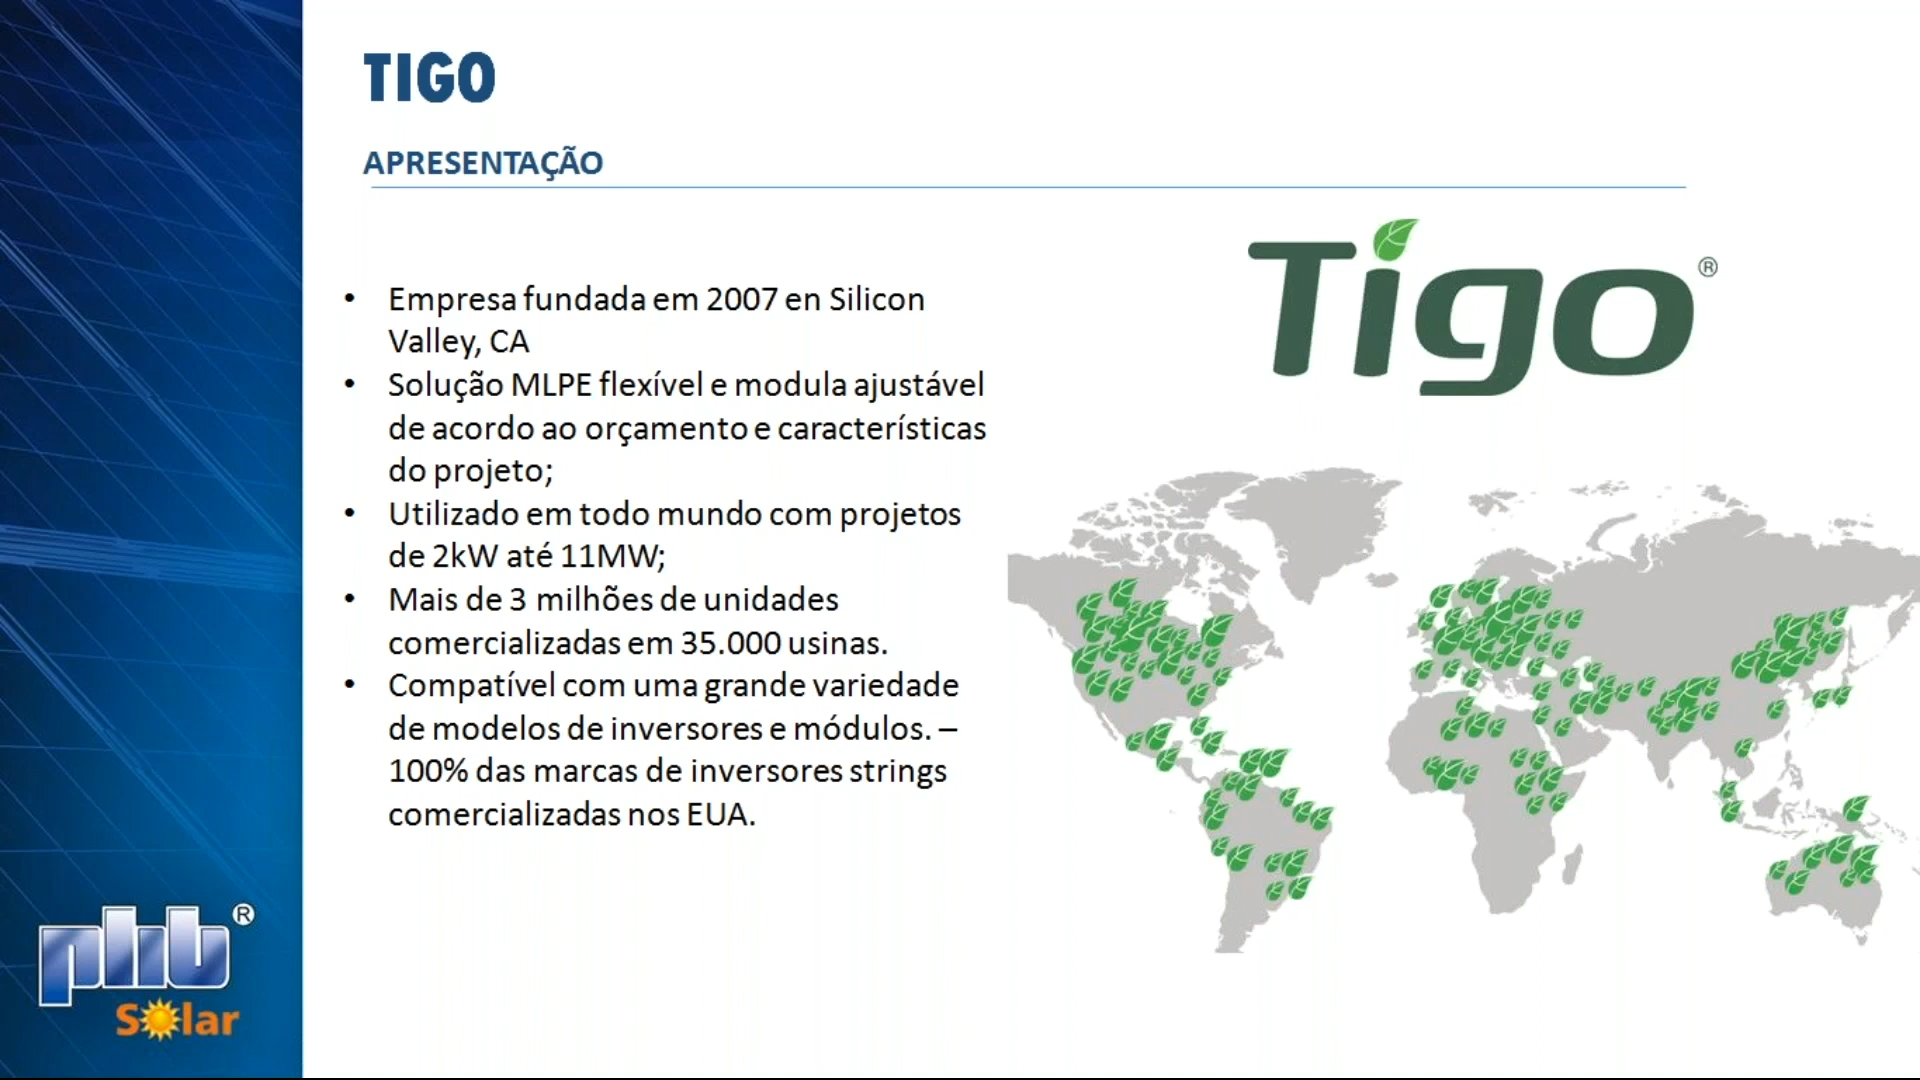 TIGO
APRESENTAÇÃO
Tigo®
• Empresa fundada em 2007 en Silicon
Valley, CA
• Solução MLPE flexível e modula ajustável
de acordo ao orçamento e características
do projeto;
• Utilizado em todo mundo com projetos
de 2kW até 11MW;
• Mais de 3 milhões de unidades
comercializadas em 35.000 usinas.
• Compatível com uma grande variedade
de modelos de inversores e módulos. –
100% das marcas de inversores strings
comercializadas nos EUA.
phb®
Solar